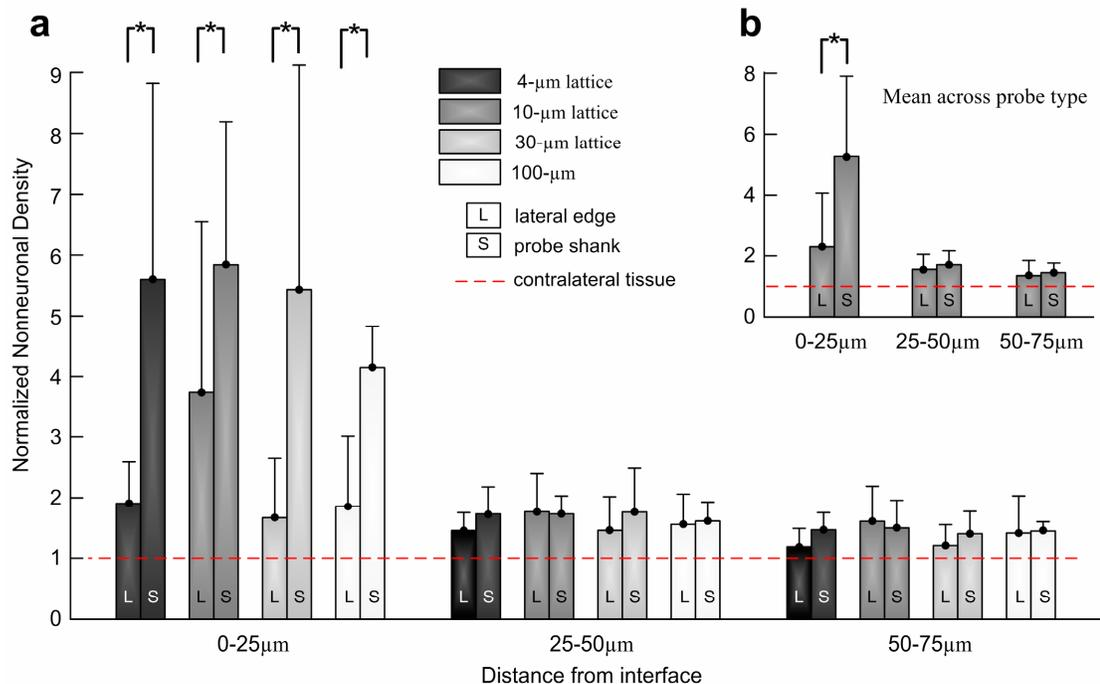 a
* * * *
9
8
7
6
5
4
3
2
1
0
Normalized Nonneuronal Density
4-µm lattice
10-µm lattice
30-µm lattice
100-µm
L lateral edge
S probe shank
contralateral tissue
L S L S L S L S
L S L S L S L S
L S L S L S L S
0-25µm 25-50µm 50-75µm
Distance from interface
b
*
Mean across probe type
8
6
4
2
0
L S L S L S
0-25µm 25-50µm 50-75µm